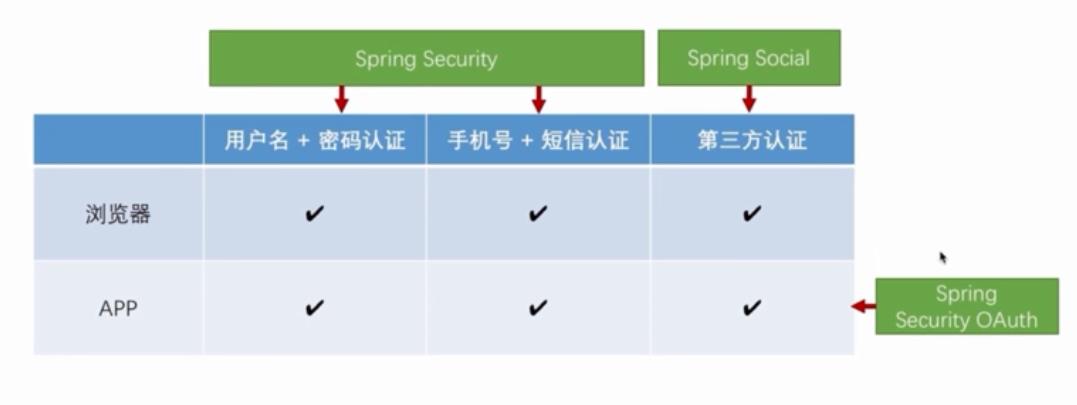 Spring Security
Spring Social
用户名 + 密码认证
手机号 + 短信认证
第三方认证
浏览器
✔
✔
✔
APP
✔
✔
✔
Spring
Security OAuth